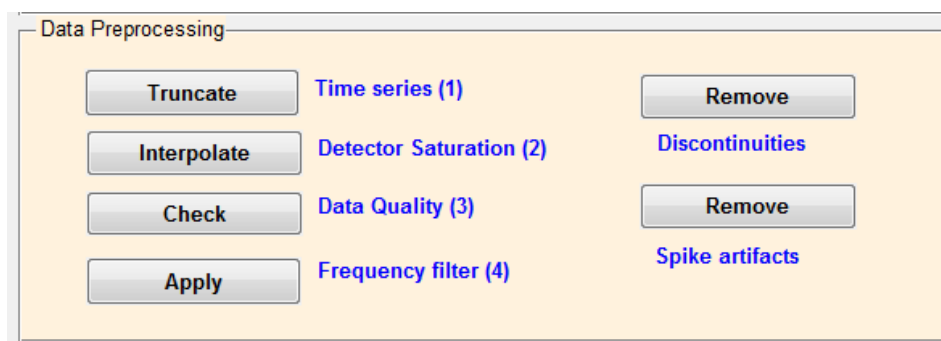 Data Preprocessing
Truncate Time series (1)
Interpolate Detector Saturation (2)
Check Data Quality (3)
Apply Frequency filter (4)
Remove
Discontinuities
Remove
Spike artifacts